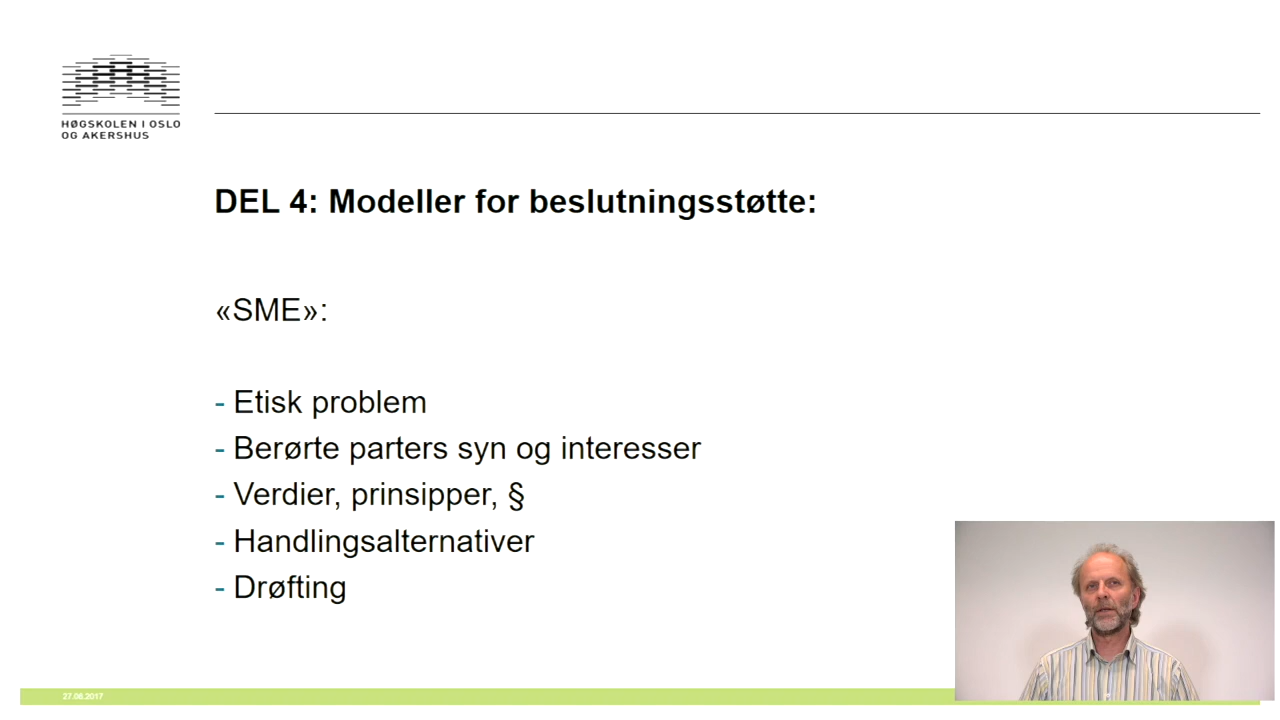 HØGSKOLEN I OSLO
OG AKERSHUS
DEL 4: Modeller for beslutningsstøtte:
«SME»:
- Etisk problem
- Berørte parters syn og interesser
- Verdier, prinsipper, §
- Handlingsalternativer
- Drøfting
27.06.2017